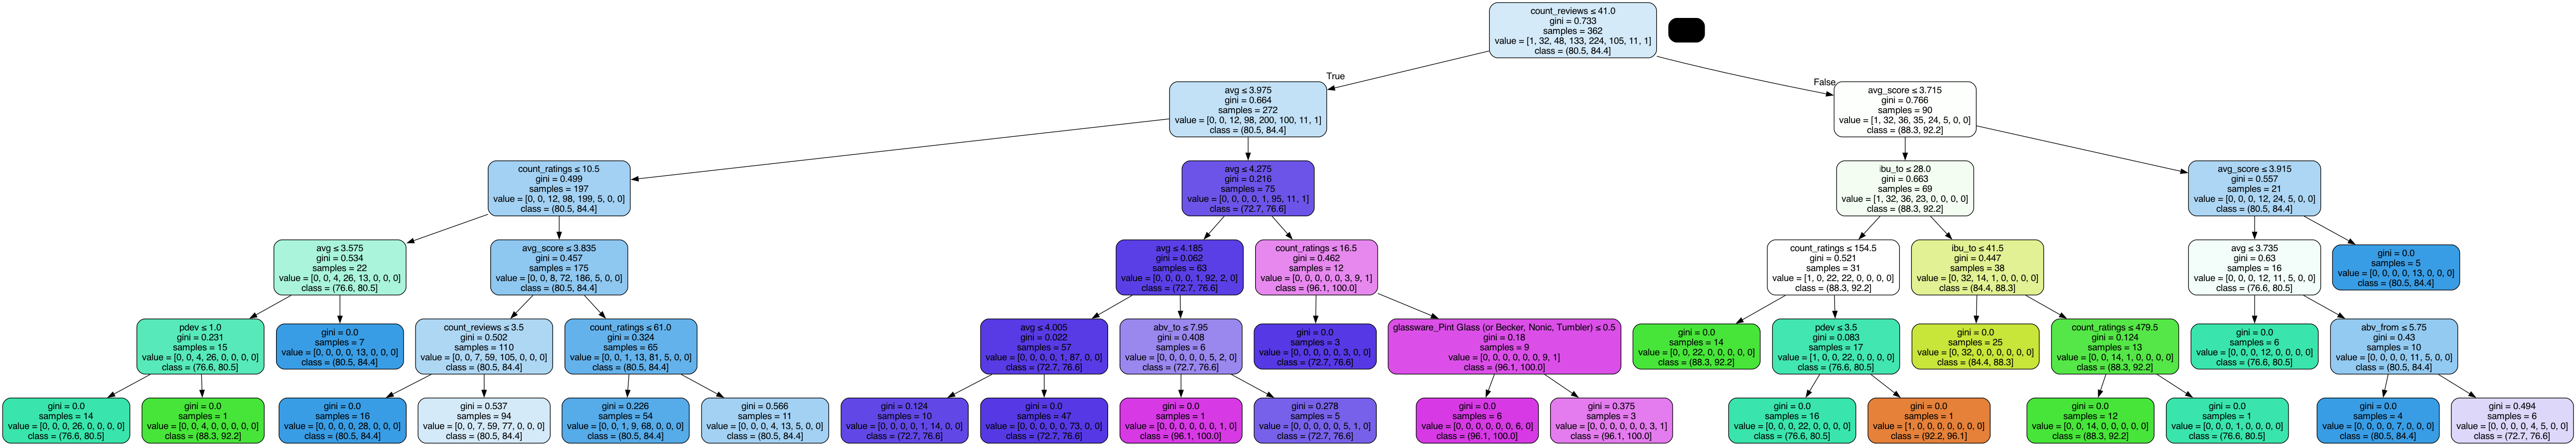 count_reviews ≤ 41.0
gini = 0.733
samples = 362
value = [1, 32, 48, 133, 224, 105, 11, 1]
class = (80.5, 84.4]
True
False
avg ≤ 3.975
gini = 0.664
samples = 272
value = [0, 0, 12, 98, 200, 100, 11, 1]
class = (80.5, 84.4]
avg_score ≤ 3.715
gini = 0.766
samples = 90
value = [1, 32, 36, 35, 24, 5, 0, 0]
class = (88.3, 92.2]
count_ratings ≤ 10.5
gini = 0.499
samples = 197
value = [0, 0, 12, 98, 199, 5, 0, 0]
class = (80.5, 84.4]
avg ≤ 4.275
gini = 0.216
samples = 75
value = [0, 0, 0, 0, 1, 95, 11, 1]
class = (72.7, 76.6]
ibu_to ≤ 28.0
gini = 0.663
samples = 69
value = [1, 32, 36, 23, 0, 0, 0, 0]
class = (88.3, 92.2]
avg_score ≤ 3.915
gini = 0.557
samples = 21
value = [0, 0, 0, 12, 24, 5, 0, 0]
class = (80.5, 84.4]
avg ≤ 3.575
gini = 0.534
samples = 22
value = [0, 0, 4, 26, 13, 0, 0, 0]
class = (76.6, 80.5]
avg_score ≤ 3.835
gini = 0.457
samples = 175
value = [0, 0, 8, 72, 186, 5, 0, 0]
class = (80.5, 84.4]
avg ≤ 4.185
gini = 0.062
samples = 63
value = [0, 0, 0, 0, 1, 92, 2, 0]
class = (72.7, 76.6]
count_ratings ≤ 16.5
gini = 0.462
samples = 12
value = [0, 0, 0, 0, 0, 3, 9, 1]
class = (96.1, 100.0]
count_ratings ≤ 154.5
gini = 0.521
samples = 31
value = [1, 0, 22, 22, 0, 0, 0, 0]
class = (88.3, 92.2]
ibu_to ≤ 41.5
gini = 0.447
samples = 38
value = [0, 32, 14, 1, 0, 0, 0, 0]
class = (84.4, 88.3]
avg ≤ 3.735
gini = 0.63
samples = 16
value = [0, 0, 0, 12, 11, 5, 0, 0]
class = (76.6, 80.5]
gini = 0.0
samples = 5
value = [0, 0, 0, 0, 13, 0, 0, 0]
class = (80.5, 84.4]
pdev ≤ 1.0
gini = 0.231
samples = 15
value = [0, 0, 4, 26, 0, 0, 0, 0]
class = (76.6, 80.5]
gini = 0.0
samples = 7
value = [0, 0, 0, 0, 13, 0, 0, 0]
class = (80.5, 84.4]
count_reviews ≤ 3.5
gini = 0.502
samples = 110
value = [0, 0, 7, 59, 105, 0, 0, 0]
class = (80.5, 84.4]
count_ratings ≤ 61.0
gini = 0.324
samples = 65
value = [0, 0, 1, 13, 81, 5, 0, 0]
class = (80.5, 84.4]
avg ≤ 4.005
gini = 0.022
samples = 57
value = [0, 0, 0, 0, 1, 87, 0, 0]
class = (72.7, 76.6]
abv_to ≤ 7.95
gini = 0.408
samples = 6
value = [0, 0, 0, 0, 0, 5, 2, 0]
class = (72.7, 76.6]
gini = 0.0
samples = 3
value = [0, 0, 0, 0, 0, 3, 0, 0]
class = (72.7, 76.6]
glassware_Pint Glass (or Becker, Nonic, Tumbler) ≤ 0.5
gini = 0.18
samples = 9
value = [0, 0, 0, 0, 0, 0, 9, 1]
class = (96.1, 100.0]
gini = 0.0
samples = 14
value = [0, 0, 22, 0, 0, 0, 0, 0]
class = (88.3, 92.2]
pdev ≤ 3.5
gini = 0.083
samples = 17
value = [1, 0, 0, 22, 0, 0, 0, 0]
class = (76.6, 80.5]
gini = 0.0
samples = 25
value = [0, 32, 0, 0, 0, 0, 0, 0]
class = (84.4, 88.3]
count_ratings ≤ 479.5
gini = 0.124
samples = 13
value = [0, 0, 14, 1, 0, 0, 0, 0]
class = (88.3, 92.2]
gini = 0.0
samples = 6
value = [0, 0, 0, 12, 0, 0, 0, 0]
class = (76.6, 80.5]
abv_from ≤ 5.75
gini = 0.43
samples = 10
value = [0, 0, 0, 0, 11, 5, 0, 0]
class = (80.5, 84.4]
gini = 0.0
samples = 14
value = [0, 0, 0, 26, 0, 0, 0, 0]
class = (76.6, 80.5]
gini = 0.0
samples = 1
value = [0, 0, 4, 0, 0, 0, 0, 0]
class = (88.3, 92.2]
gini = 0.0
samples = 16
value = [0, 0, 0, 0, 28, 0, 0, 0]
class = (80.5, 84.4]
gini = 0.537
samples = 94
value = [0, 0, 7, 59, 77, 0, 0, 0]
class = (80.5, 84.4]
gini = 0.226
samples = 54
value = [0, 0, 1, 9, 68, 0, 0, 0]
class = (80.5, 84.4]
gini = 0.566
samples = 11
value = [0, 0, 0, 4, 13, 5, 0, 0]
class = (80.5, 84.4]
gini = 0.124
samples = 10
value = [0, 0, 0, 0, 1, 14, 0, 0]
class = (72.7, 76.6]
gini = 0.0
samples = 47
value = [0, 0, 0, 0, 0, 73, 0, 0]
class = (72.7, 76.6]
gini = 0.0
samples = 1
value = [0, 0, 0, 0, 0, 0, 1, 0]
class = (96.1, 100.0]
gini = 0.278
samples = 5
value = [0, 0, 0, 0, 0, 5, 1, 0]
class = (72.7, 76.6]
gini = 0.0
samples = 6
value = [0, 0, 0, 0, 0, 0, 6, 0]
class = (96.1, 100.0]
gini = 0.375
samples = 3
value = [0, 0, 0, 0, 0, 0, 3, 1]
class = (96.1, 100.0]
gini = 0.0
samples = 16
value = [0, 0, 0, 22, 0, 0, 0, 0]
class = (76.6, 80.5]
gini = 0.0
samples = 1
value = [1, 0, 0, 0, 0, 0, 0, 0]
class = (92.2, 96.1]
gini = 0.0
samples = 12
value = [0, 0, 14, 0, 0, 0, 0, 0]
class = (88.3, 92.2]
gini = 0.0
samples = 1
value = [0, 0, 0, 1, 0, 0, 0, 0]
class = (76.6, 80.5]
gini = 0.0
samples = 4
value = [0, 0, 0, 0, 7, 0, 0, 0]
class = (80.5, 84.4]
gini = 0.494
samples = 6
value = [0, 0, 0, 0, 4, 5, 0, 0]
class = (72.7, 76.6]